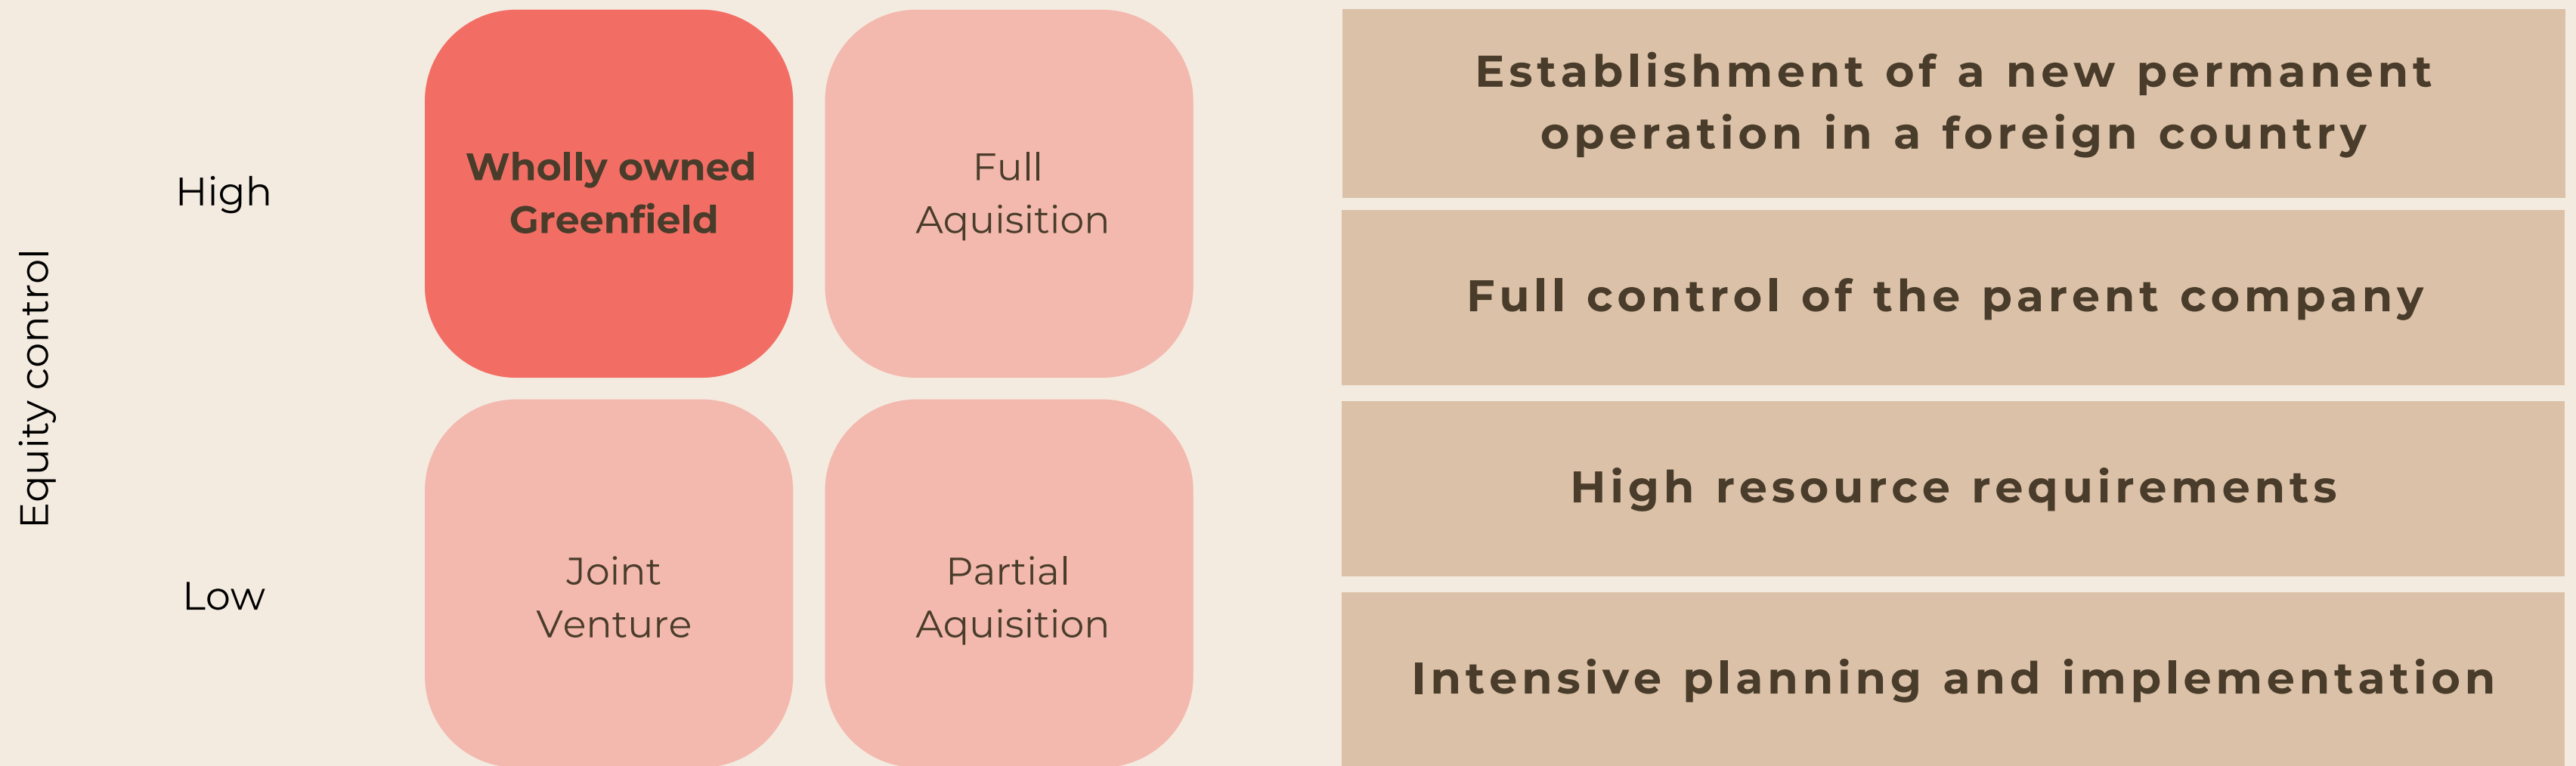 Equity control
High
Low
Wholly owned
Greenfield
Full
Aquisition
Joint
Venture
Partial
Aquisition
Establishment of a new permanent
operation in a foreign country
Full control of the parent company
High resource requirements
Intensive planning and implementation